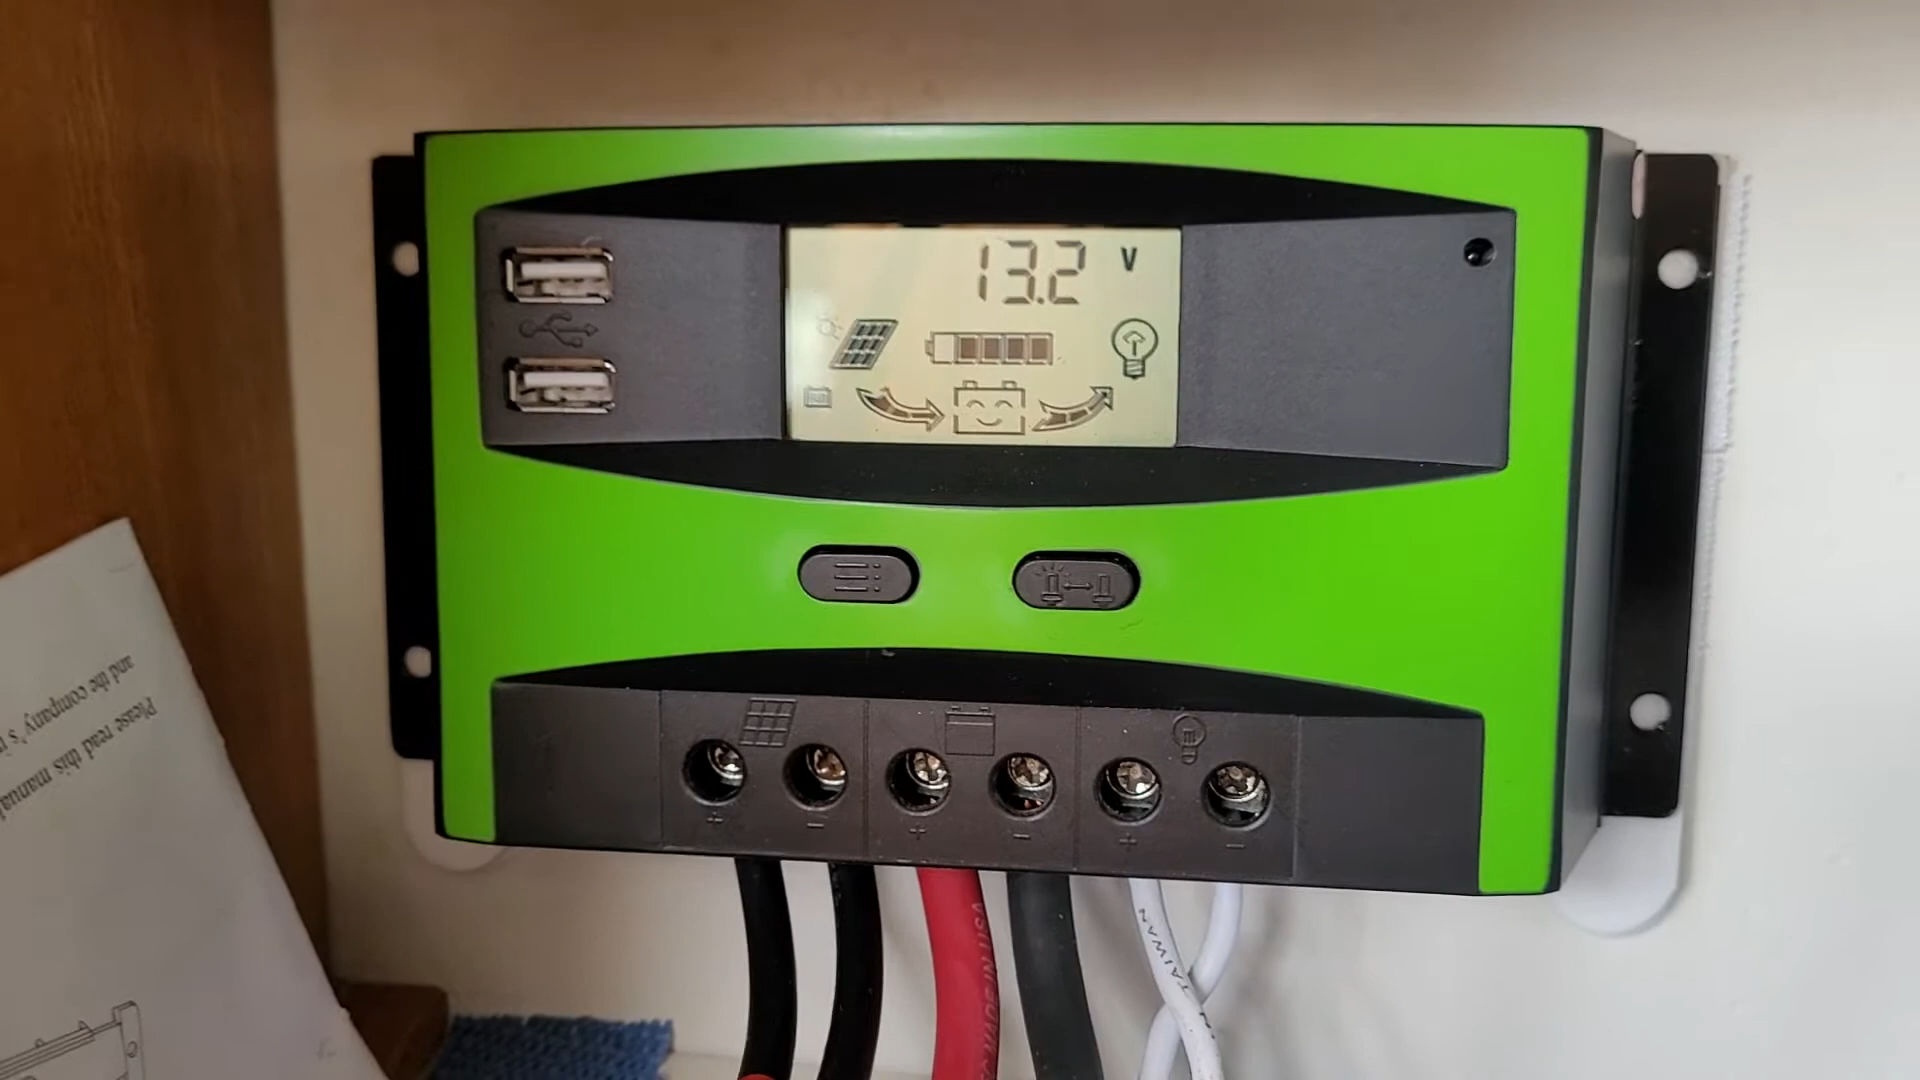 13.2 V
+ - + - + -
Please read this manual
and the company's
MADE IN USA
TAIWAN